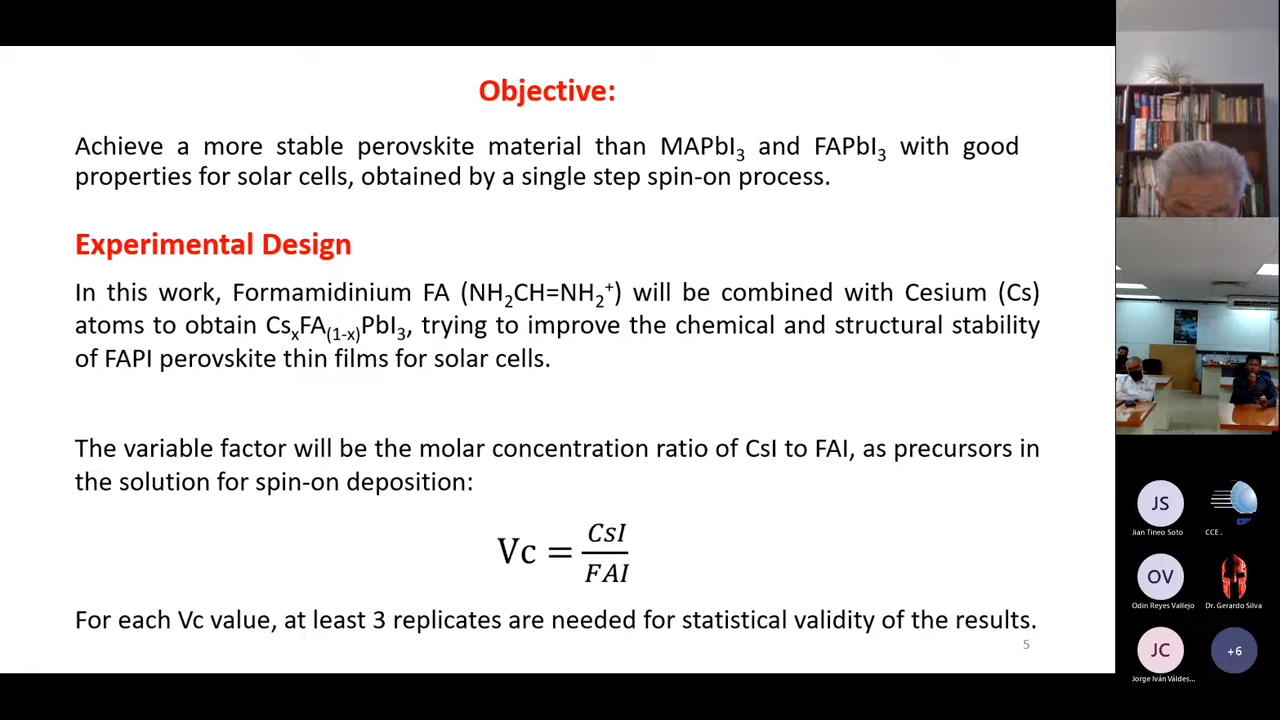 Objective:
Achieve a more stable perovskite material than MAPbI₃ and FAPbI₃ with good
properties for solar cells, obtained by a single step spin-on process.
Experimental Design
In this work, Formamidinium FA (NH₂CH=NH₂⁺) will be combined with Cesium (Cs)
atoms to obtain CsₓFA₍₁₋ₓ₎PbI₃, trying to improve the chemical and structural stability
of FAPI perovskite thin films for solar cells.
The variable factor will be the molar concentration ratio of CsI to FAI, as precursors in
the solution for spin-on deposition:
Vc = CsI/FAI
For each Vc value, at least 3 replicates are needed for statistical validity of the results.
5
JS
Jian Tineo Soto
CCE .
OV
Odin Reyes Vallejo
Dr. Gerardo Silva
JC
+6
Jorge Iván Váldes...